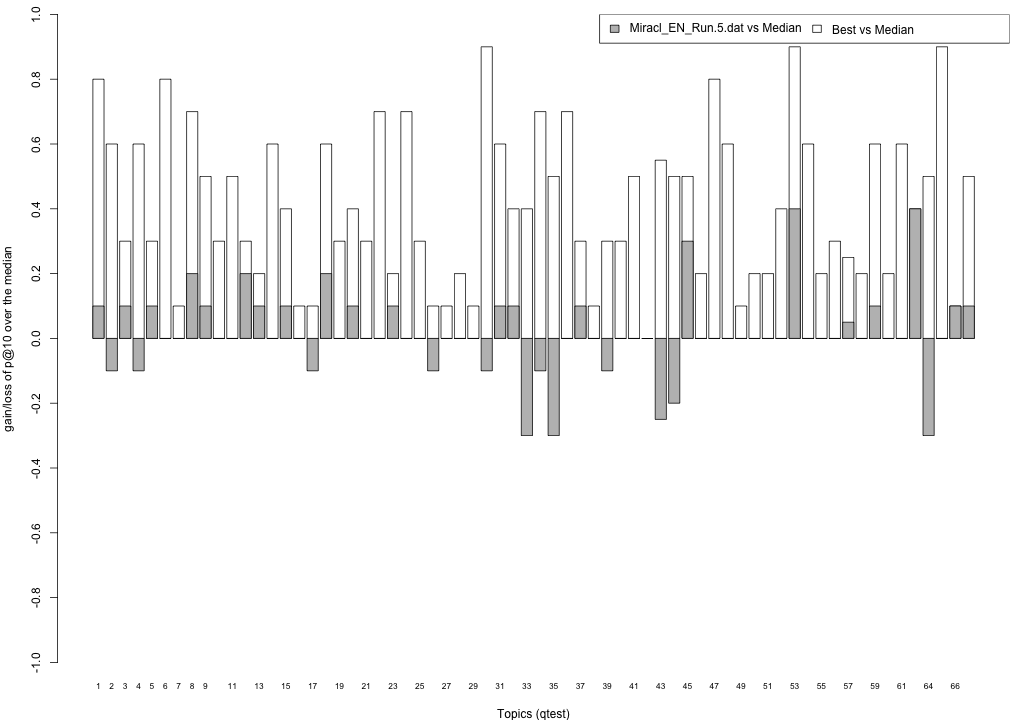 Miracl_EN_Run.5.dat vs Median Best vs Median
1.0
0.8
0.6
0.4
0.2
0.0
-0.2
-0.4
-0.6
-0.8
-1.0
gain/loss of p@10 over the median
1 2 3 4 5 6 7 8 9 11 13 15 17 19 21 23 25 27 29 31 33 35 37 39 41 43 45 47 49 51 53 55 57 59 61 64 66
Topics (qtest)